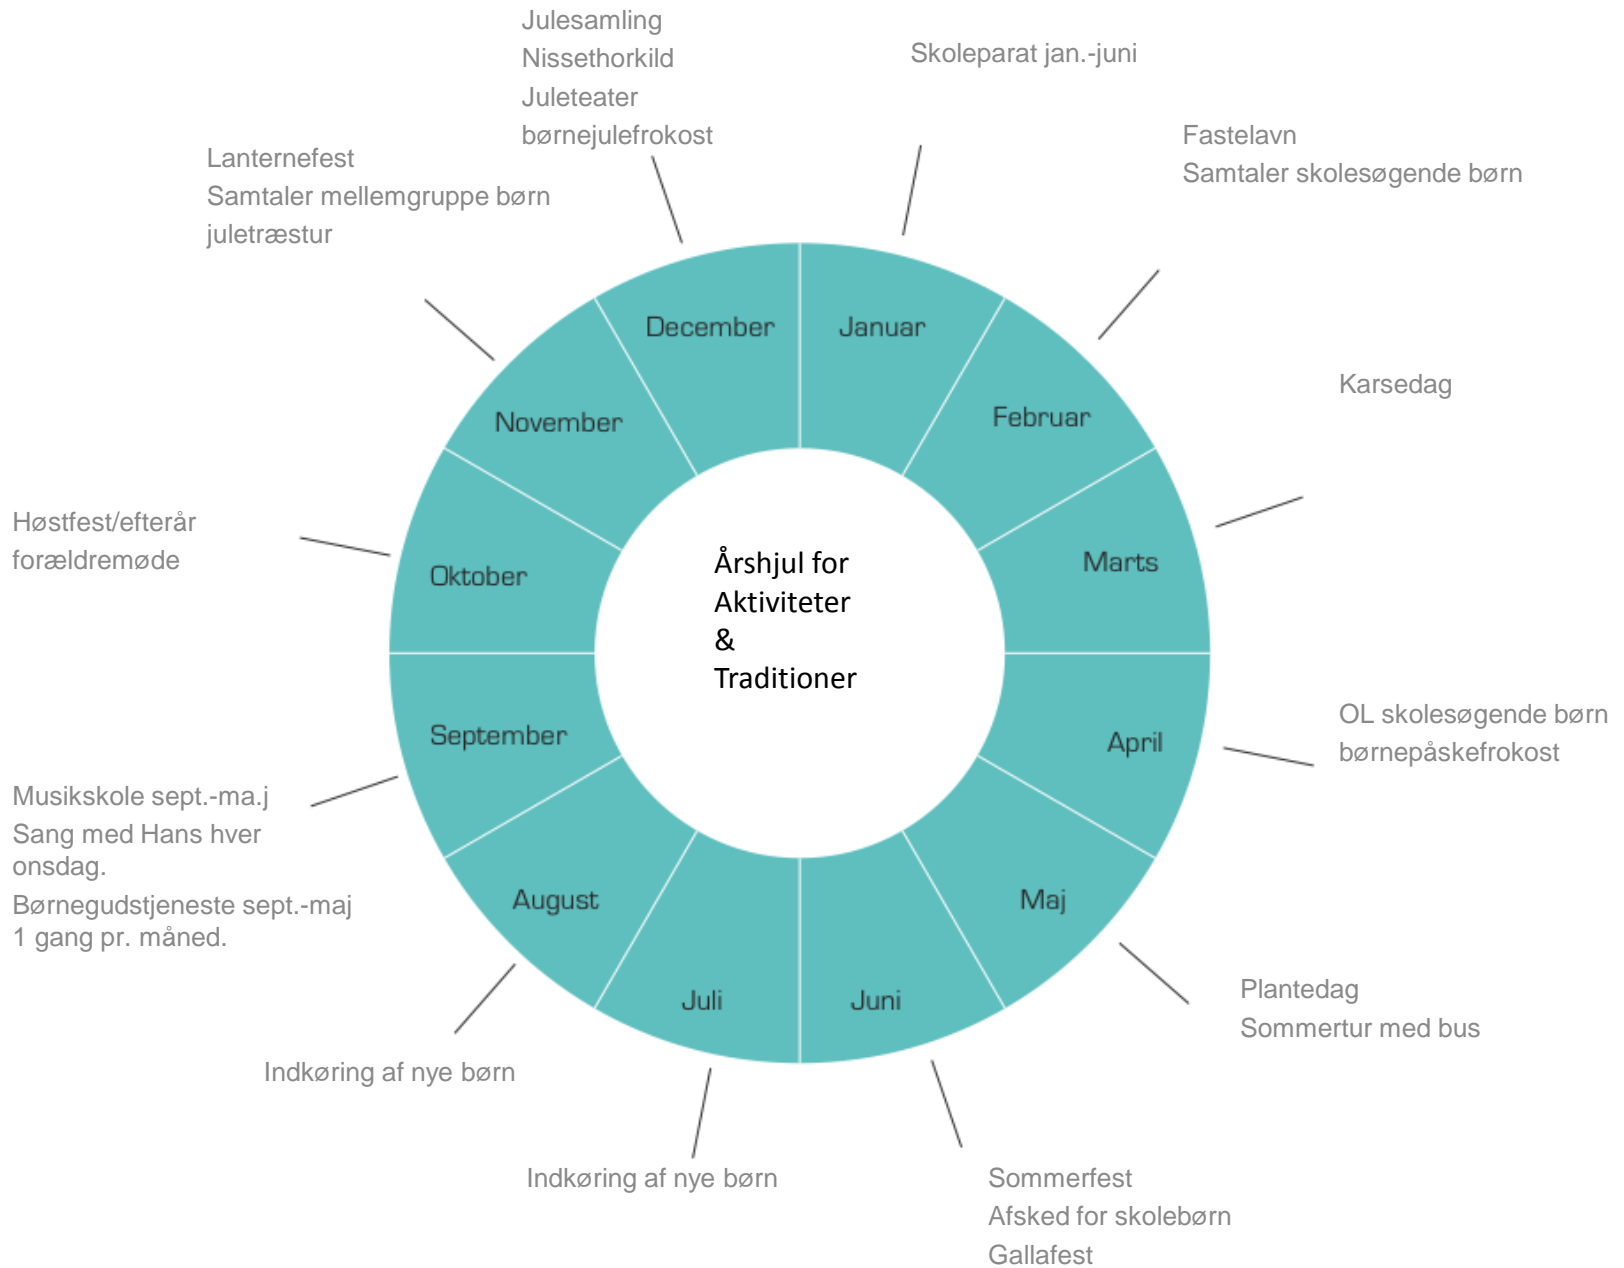 Julesamling
Nissethorkild
Juleteater
børnejulefrokost
Skoleparat jan.-juni
Fastelavn
Samtaler skolesøgende børn
Lanternefest
Samtaler mellemgruppe børn
juletræstur
December
Januar
Februar
Marts
April
Maj
Juni
Juli
August
September
Oktober
November
Karsedag
Høstfest/efterår
forældremøde
Årshjul for
Aktiviteter
&
Traditioner
OL skolesøgende børn
børnepåskefrokost
Musikskole sept.-ma.j
Sang med Hans hver
onsdag.
Børnegudstjeneste sept.-maj
1 gang pr. måned.
Plantedag
Sommertur med bus
Indkøring af nye børn
Indkøring af nye børn
Sommerfest
Afsked for skolebørn
Gallafest